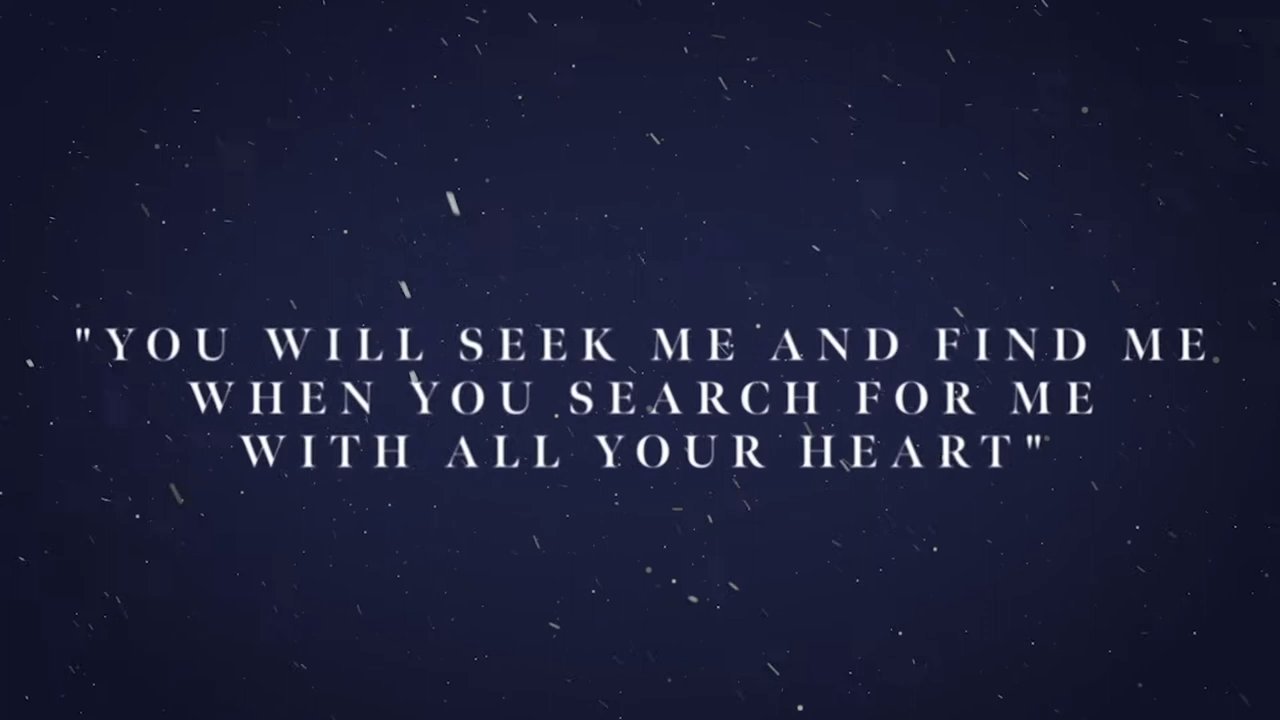 "YOU WILL SEEK ME AND FIND ME
WHEN YOU SEARCH FOR ME
WITH ALL YOUR HEART"